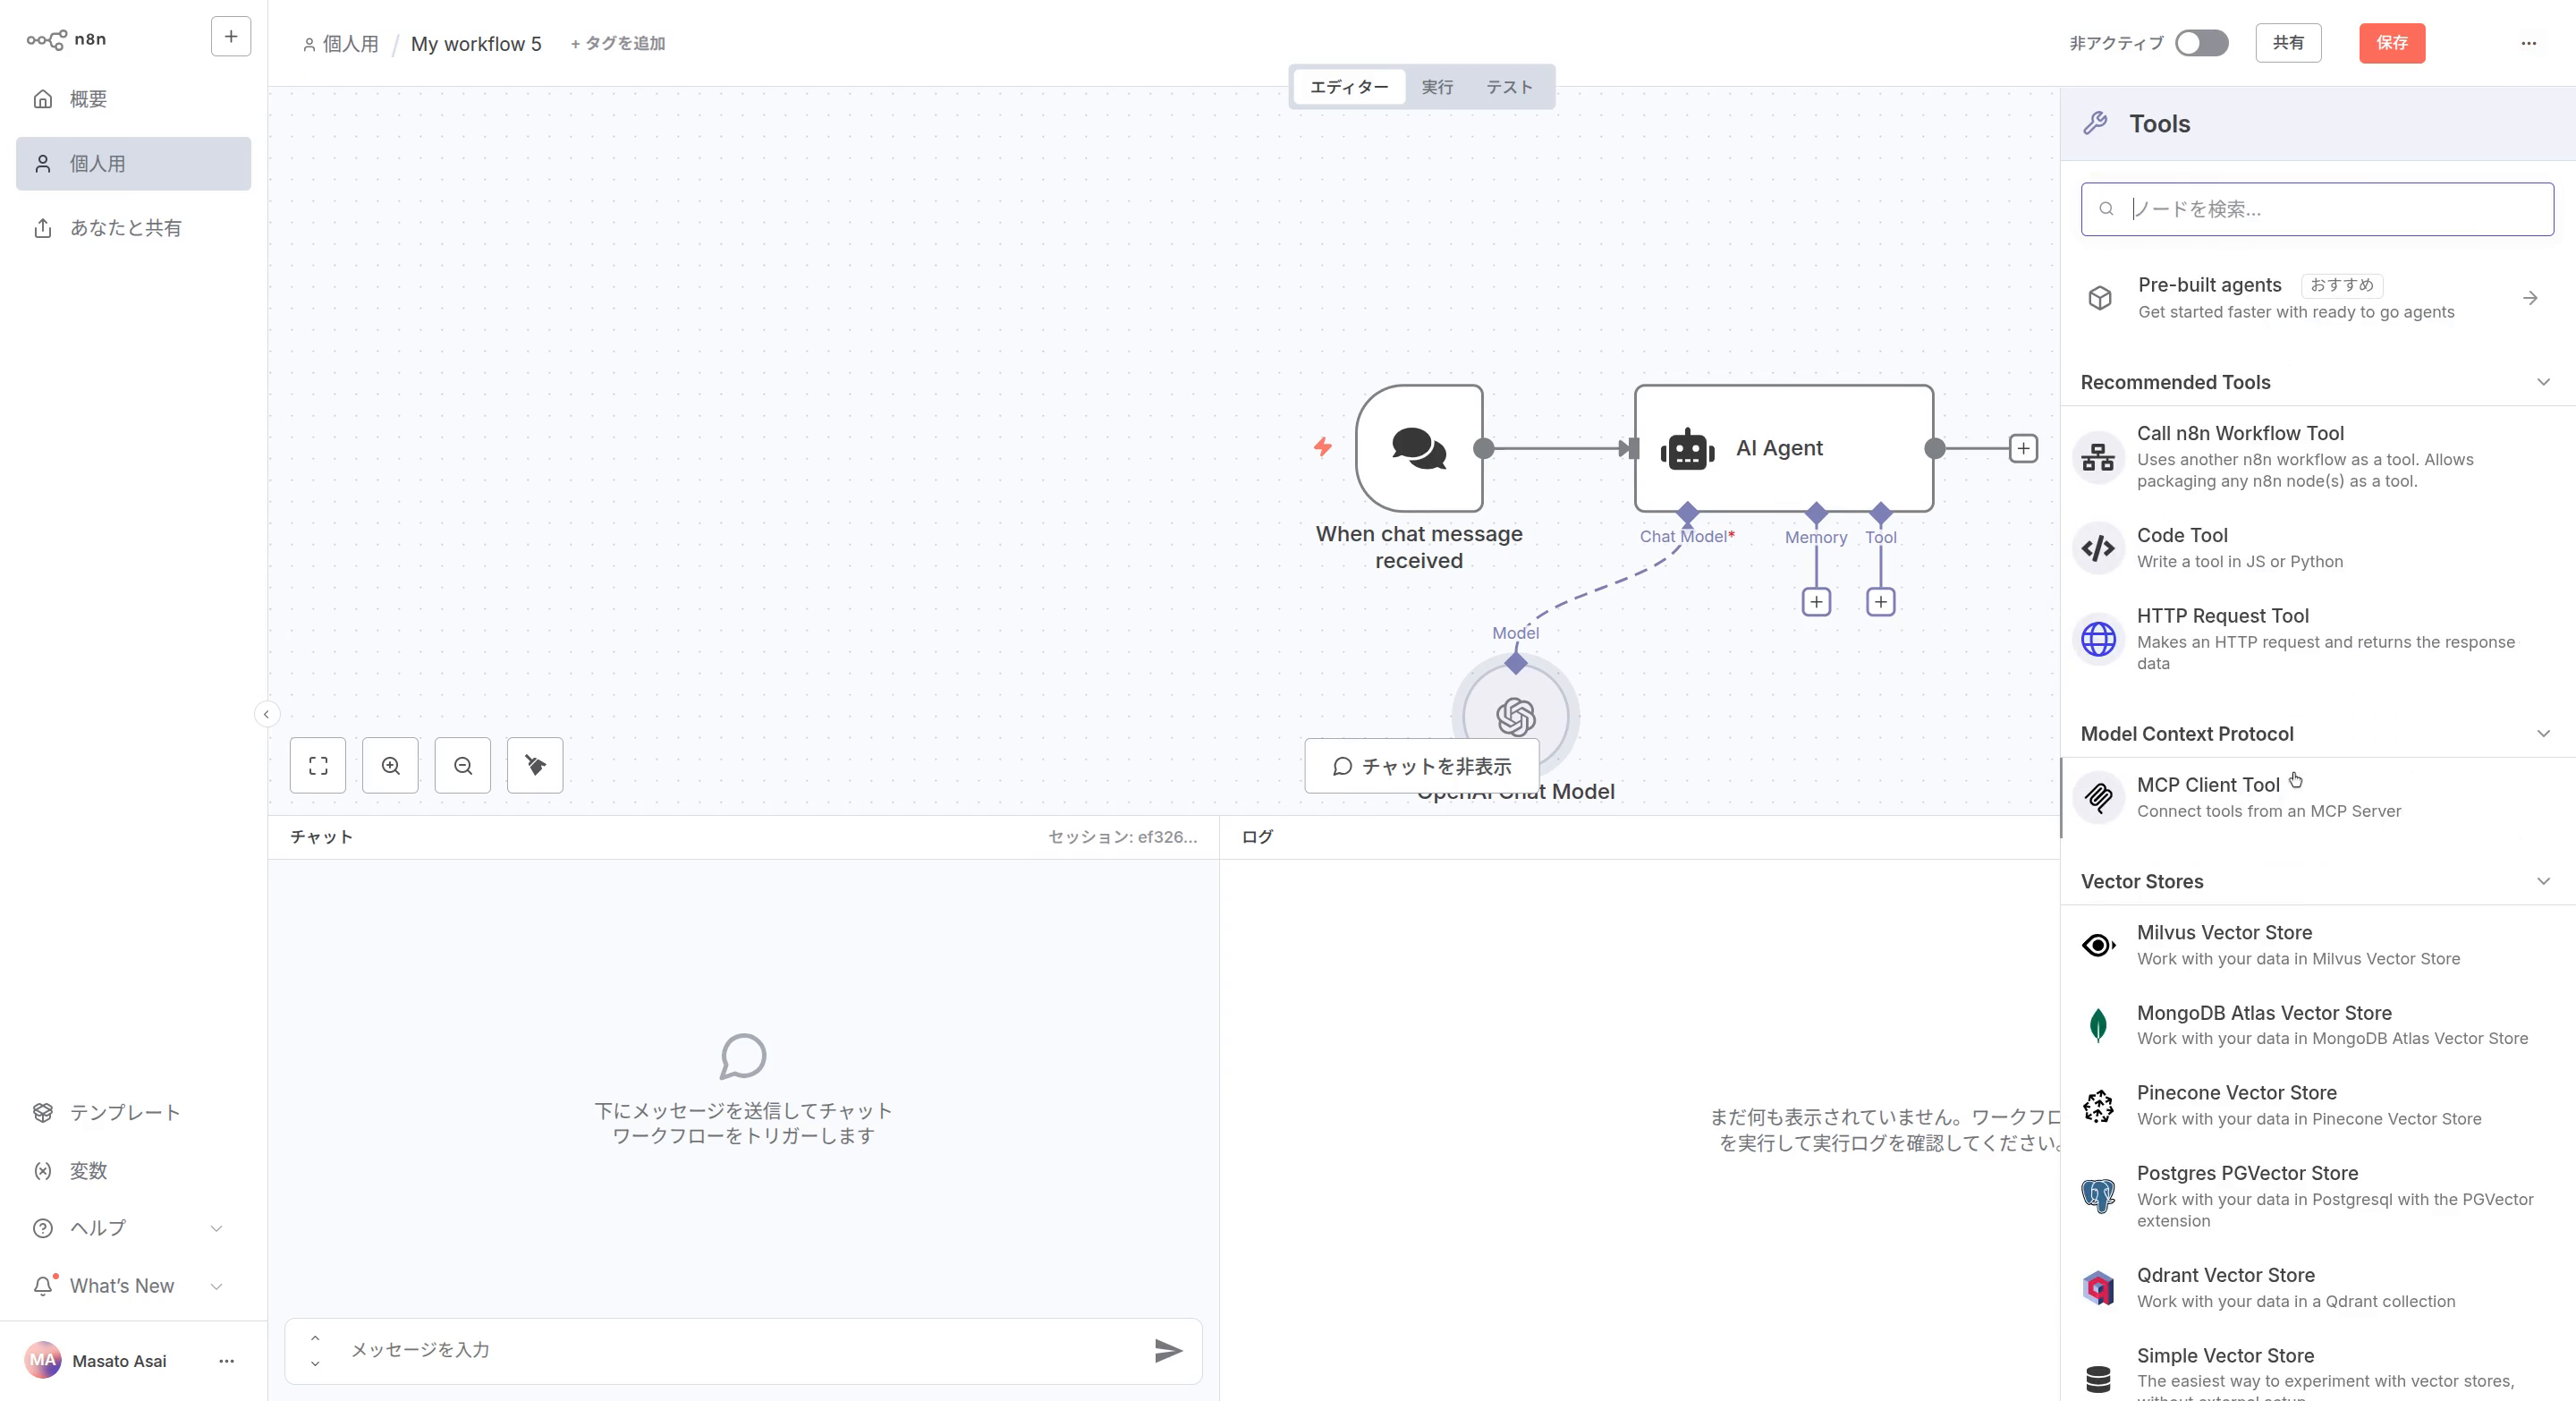 n8n
概要
個人用
あなたと共有
テンプレート
変数
ヘルプ
What's New
MA
Masato Asai
個人用 / My workflow 5 + タグを追加
非アクティブ
共有
保存
エディター 実行 テスト
When chat message
received
AI Agent
Chat Model*
Memory
Tool
Model
チャットを非表示
OpenAI Chat Model
チャット
セッション: ef326...
下にメッセージを送信してチャット
ワークフローをトリガーします
メッセージを入力
ログ
まだ何も表示されていません。ワークフロ
を実行して実行ログを確認してください。
Tools
ノードを検索...
Pre-built agents おすすめ
Get started faster with ready to go agents
Recommended Tools
Call n8n Workflow Tool
Uses another n8n workflow as a tool. Allows
packaging any n8n node(s) as a tool.
Code Tool
Write a tool in JS or Python
HTTP Request Tool
Makes an HTTP request and returns the response
data
Model Context Protocol
MCP Client Tool
Connect tools from an MCP Server
Vector Stores
Milvus Vector Store
Work with your data in Milvus Vector Store
MongoDB Atlas Vector Store
Work with your data in MongoDB Atlas Vector Store
Pinecone Vector Store
Work with your data in Pinecone Vector Store
Postgres PGVector Store
Work with your data in Postgresql with the PGVector
extension
Qdrant Vector Store
Work with your data in a Qdrant collection
Simple Vector Store
The easiest way to experiment with vector stores,
without external setup